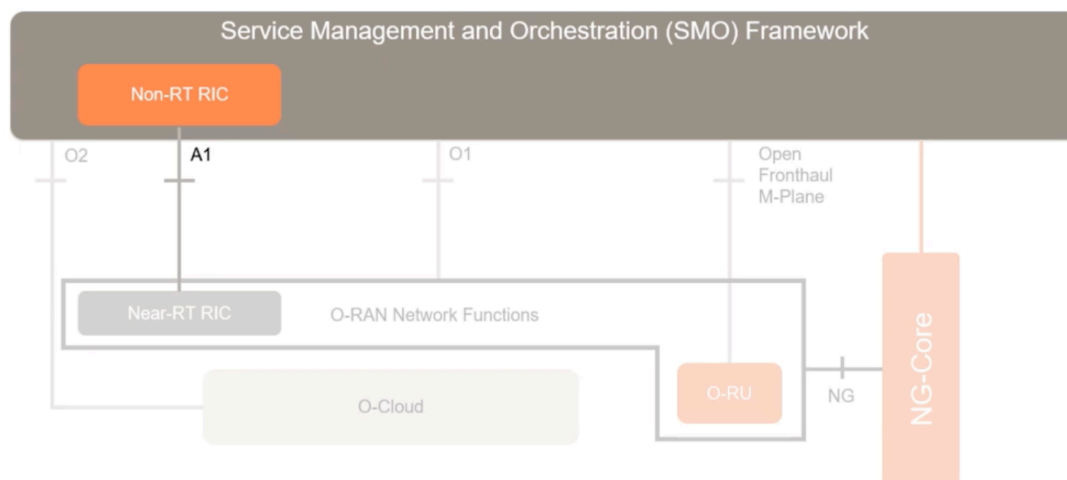 Service Management and Orchestration (SMO) Framework
Non-RT RIC
O2
A1
O1
Open
Fronthaul
M-Plane
Near-RT RIC
O-RAN Network Functions
O-Cloud
O-RU
NG
NG-Core